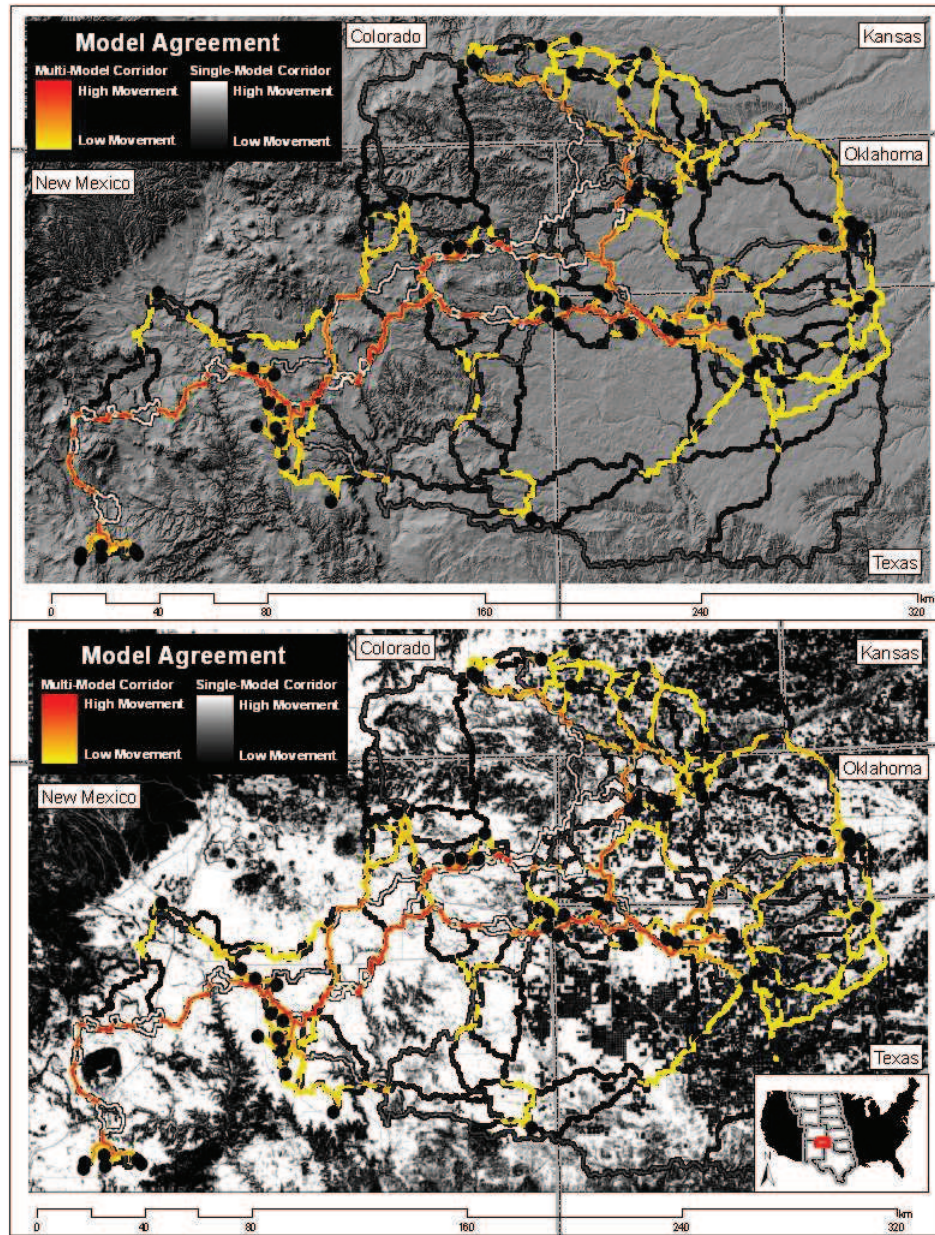 Model Agreement
Multi-Model Corridor Single-Model Corridor
High Movement High Movement
Low Movement Low Movement
Colorado
Kansas
Oklahoma
New Mexico
Texas
0 40 80 160 240 320 km
Model Agreement
Multi-Model Corridor Single-Model Corridor
High Movement High Movement
Low Movement Low Movement
Colorado
Kansas
Oklahoma
New Mexico
Texas
0 40 80 160 240 320 km